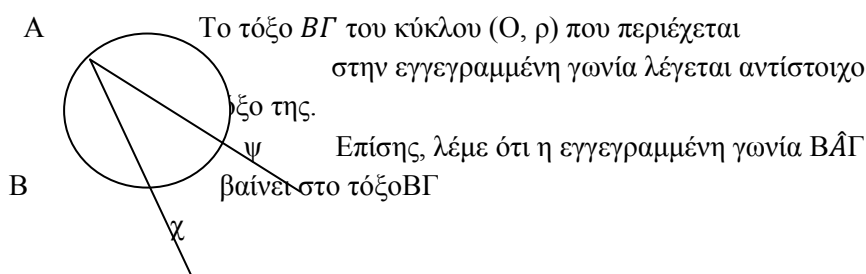 Α Το τόξο ΒΓ του κύκλου (Ο, ρ) που περιέχεται
στην εγγεγραμμένη γωνία λέγεται αντίστοιχο
της.
ψ Επίσης, λέμε ότι η εγγεγραμμένη γωνία ΒÂΓ
Β βαίνει στο τόξοΒΓ
χ